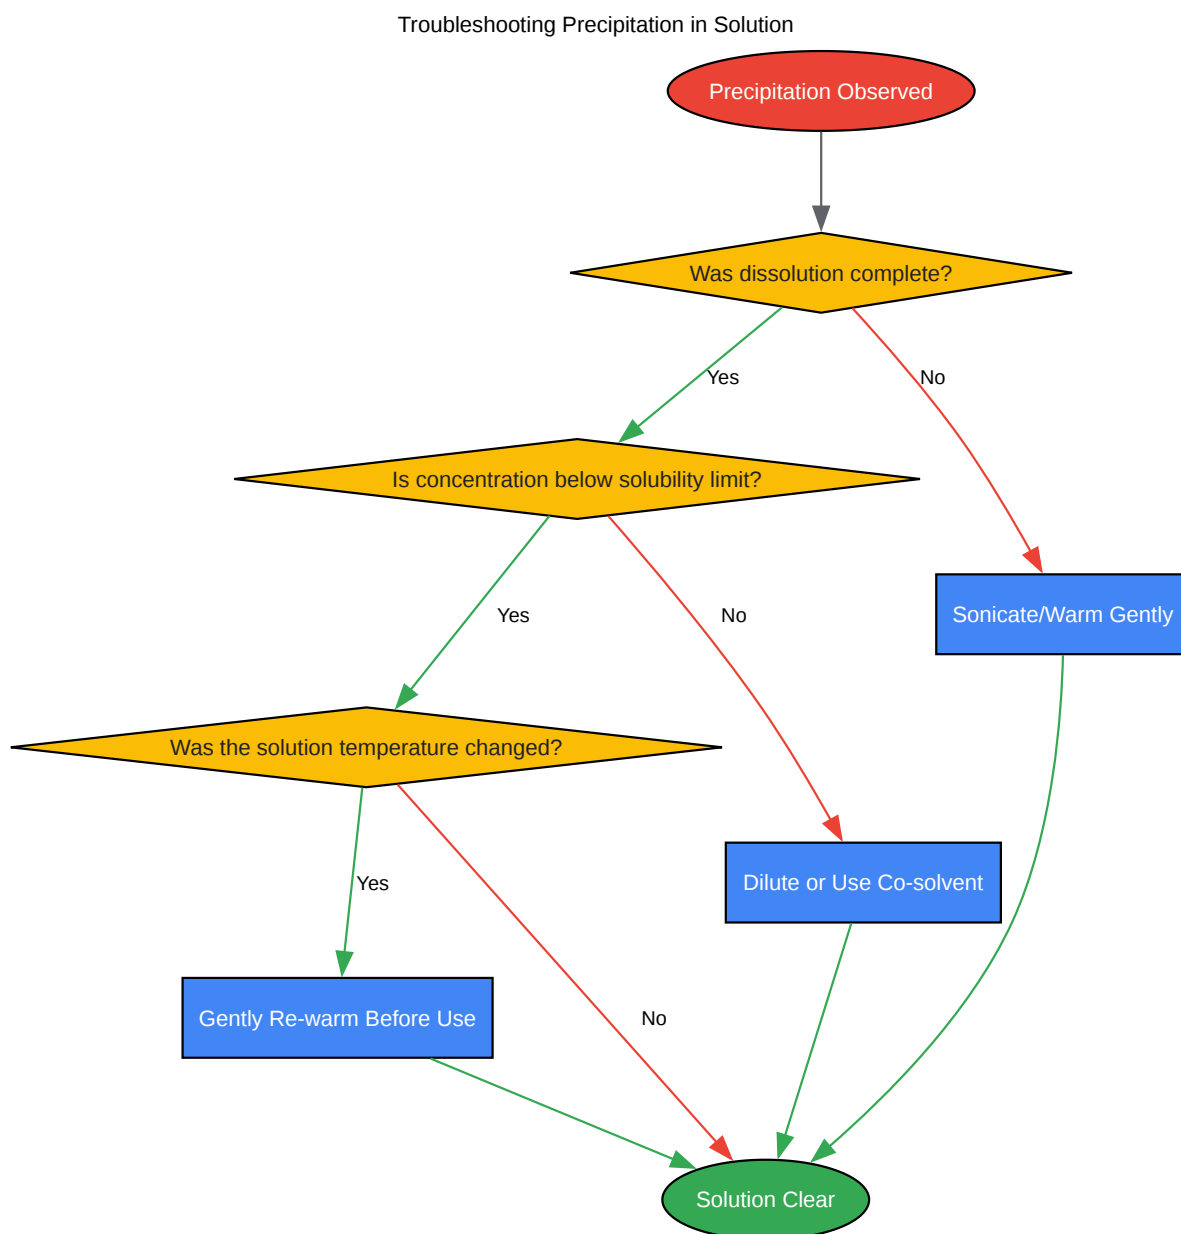 Troubleshooting Precipitation in Solution
Precipitation Observed
Was dissolution complete?
Yes
No
Is concentration below solubility limit?
Yes
No
Sonicate/Warm Gently
Was the solution temperature changed?
Yes
Dilute or Use Co-solvent
Gently Re-warm Before Use
No
Solution Clear